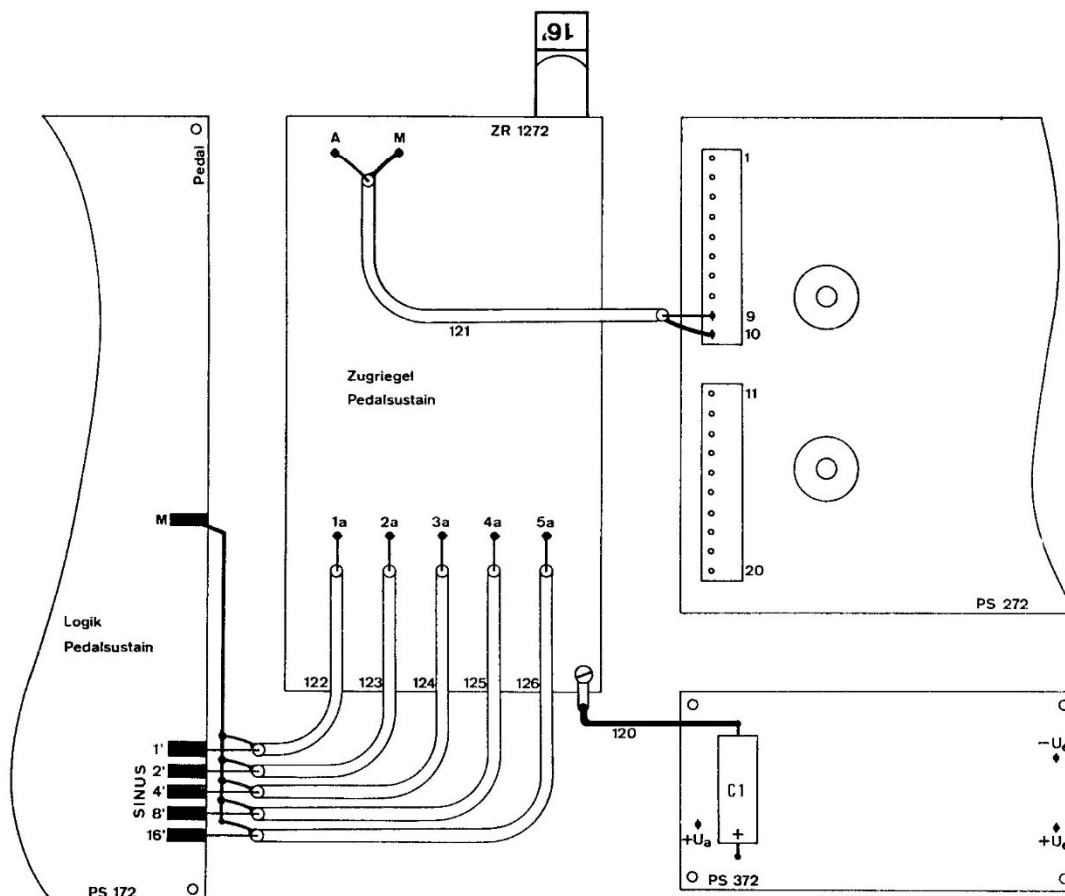 16'
ZR 1272
A M
Pedal
1
9
10
121
Zugriegel
Pedalsustain
11
20
PS 272
M
1a 2a 3a 4a 5a
Logik
Pedalsustain
122 123 124 125 126
120
1'
2'
4'
8'
16'
SINUS
C1
+
-U
+Ua
+U
PS 172
PS 372